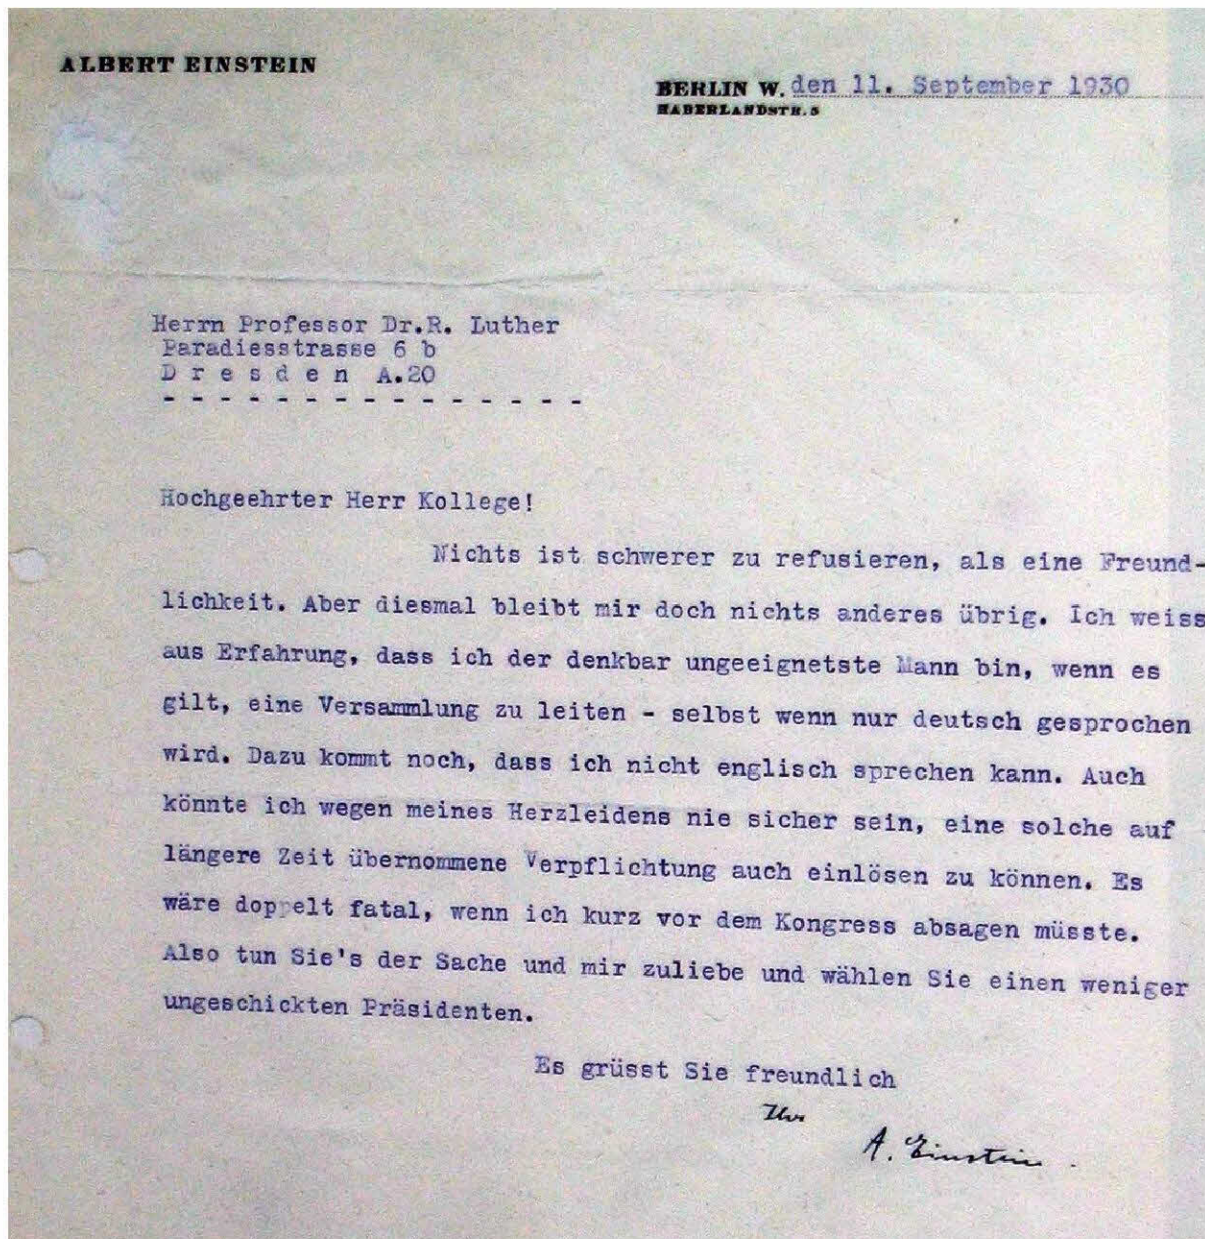 ALBERT EINSTEIN
BERLIN W. den 11. September 1930
HABERLANDSTR. 5
Herrn Professor Dr.R. Luther
Paradiesstrasse 6 b
D r e s d e n A.20
- - - - - - - - - - - - - - -
Hochgeehrter Herr Kollege!
Nichts ist schwerer zu refusieren, als eine Freund-
lichkeit. Aber diesmal bleibt mir doch nichts anderes übrig. Ich weiss
aus Erfahrung, dass ich der denkbar ungeeignetste Mann bin, wenn es
gilt, eine Versammlung zu leiten - selbst wenn nur deutsch gesprochen
wird. Dazu kommt noch, dass ich nicht englisch sprechen kann. Auch
könnte ich wegen meines Herzleidens nie sicher sein, eine solche auf
längere Zeit übernommene Verpflichtung auch einlösen zu können. Es
wäre doppelt fatal, wenn ich kurz vor dem Kongress absagen müsste.
Also tun Sie's der Sache und mir zuliebe und wählen Sie einen weniger
ungeschickten Präsidenten.
Es grüsst Sie freundlich
Ihr
A. Einstein.